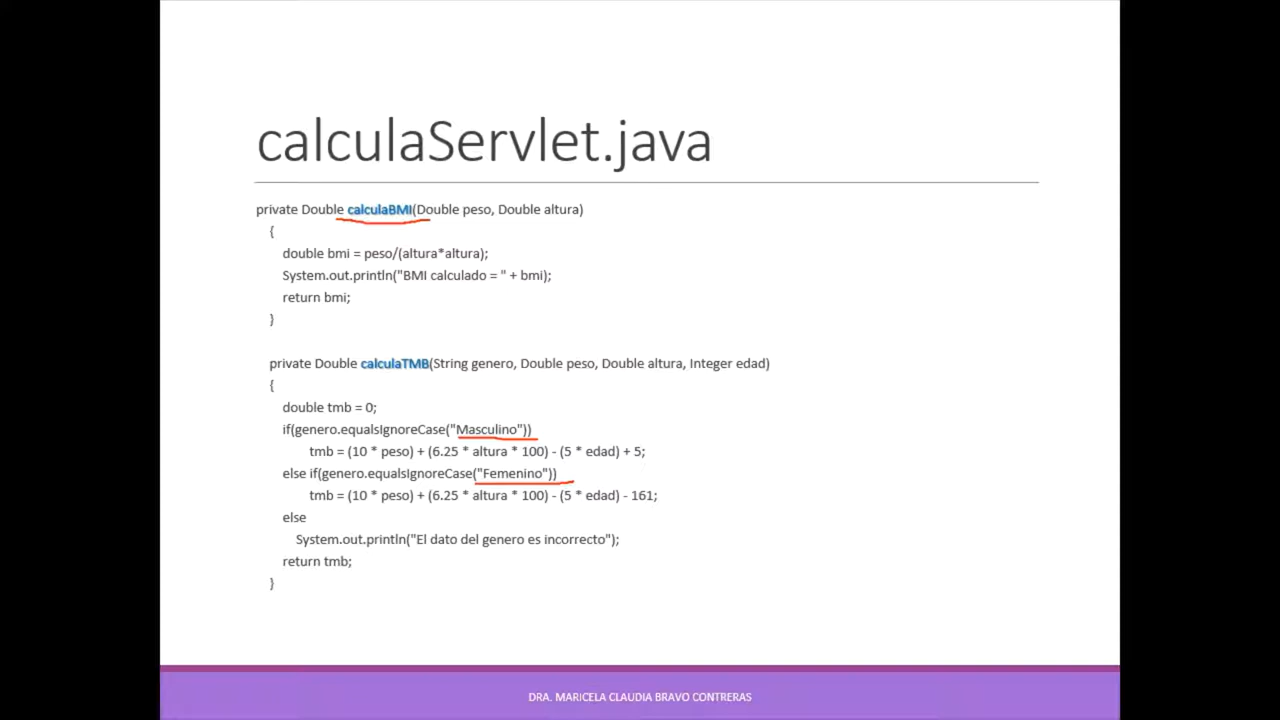 calculaServlet.java
private Double calculaBMI(Double peso, Double altura)
{
double bmi = peso/(altura*altura);
System.out.println("BMI calculado = " + bmi);
return bmi;
}
private Double calculaTMB(String genero, Double peso, Double altura, Integer edad)
{
double tmb = 0;
if(genero.equalsIgnoreCase("Masculino"))
tmb = (10 * peso) + (6.25 * altura * 100) - (5 * edad) + 5;
else if(genero.equalsIgnoreCase("Femenino"))
tmb = (10 * peso) + (6.25 * altura * 100) - (5 * edad) - 161;
else
System.out.println("El dato del genero es incorrecto");
return tmb;
}
DRA. MARICELA CLAUDIA BRAVO CONTRERAS